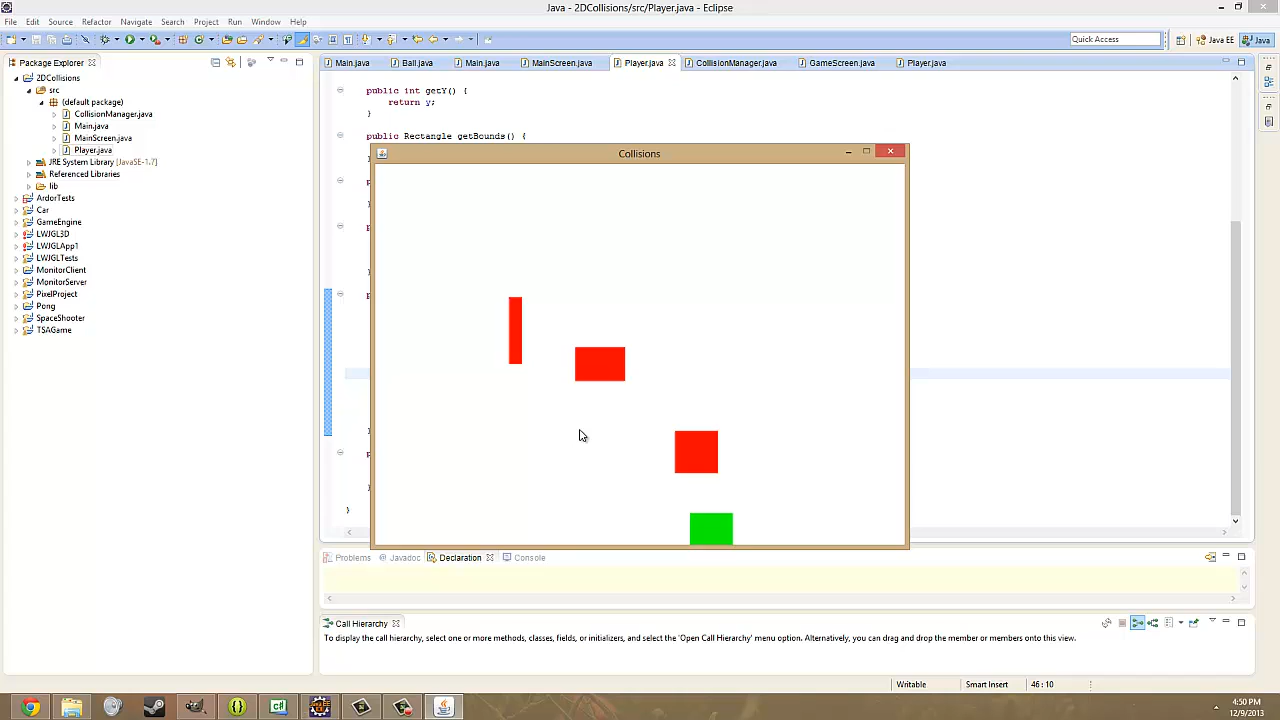 Java - 2DCollisions/src/Player.java - Eclipse
File Edit Source Refactor Navigate Search Project Run Window Help
Quick Access
Java EE
Java
Package Explorer
Main.java
Ball.java
Main.java
MainScreen.java
Player.java
CollisionManager.java
GameScreen.java
Player.java
2DCollisions
src
(default package)
CollisionManager.java
Main.java
MainScreen.java
Player.java
JRE System Library [JavaSE-1.7]
Referenced Libraries
lib
ArdorTests
Car
GameEngine
LWJGL3D
LWJGLApp1
LWJGLTests
MonitorClient
MonitorServer
PixelProject
Pong
SpaceShooter
TSAGame
public int getY() {
return y;
}
public Rectangle getBounds() {
Collisions
}
Problems
Javadoc
Declaration
Console
Call Hierarchy
To display the call hierarchy, select one or more methods, classes, fields, or initializers, and select the 'Open Call Hierarchy' menu option. Alternatively, you can drag and drop the member or members onto this view.
Writable
Smart Insert
46 : 10
4:50 PM
12/9/2013